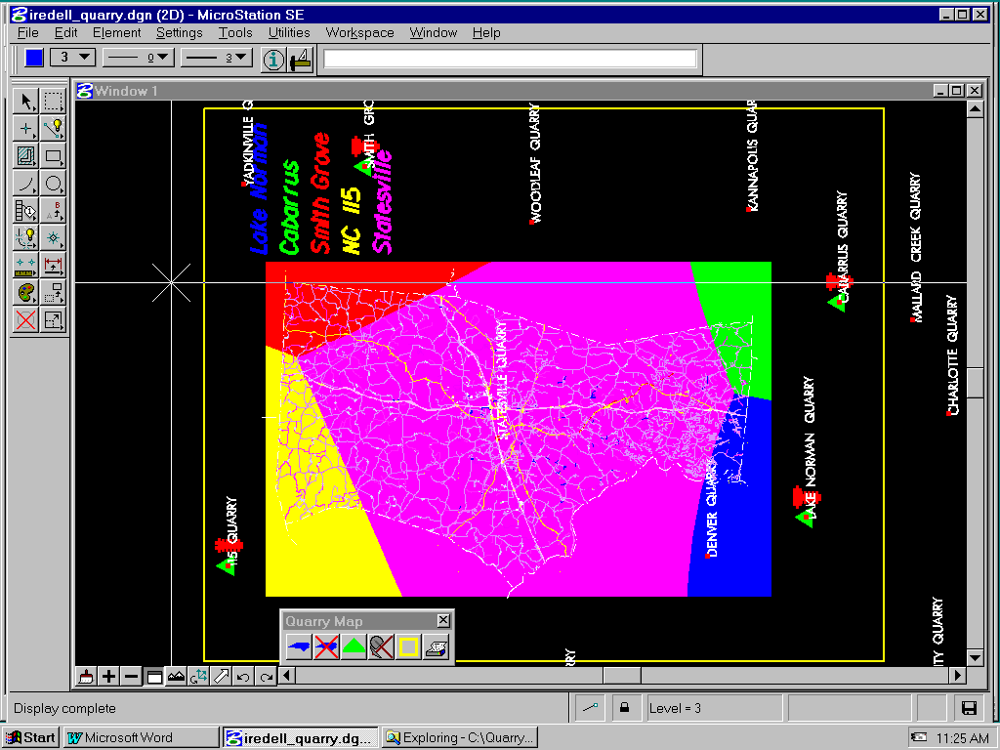 iredell_quarry.dgn (2D) - MicroStation SE
File Edit Element Settings Tools Utilities Workspace Window Help
3 0 3
Window 1
YADKINVILLE Q
Lake Norman
Cabarrus
Smith Grove
NC 115
Statesville
SMITH GRO
WOODLEAF QUARRY
KANNAPOLIS QUAR
CABARRUS QUARRY
MALLARD CREEK QUARRY
CHARLOTTE QUARRY
STATESVILLE QUARRY
DENVER QUARRY
LAKE NORMAN QUARRY
115 QUARRY
TY QUARRY
RY
Quarry Map
Display complete
Level = 3
Start
Microsoft Word
iredell_quarry.dg...
Exploring - C:\Quarry...
11:25 AM